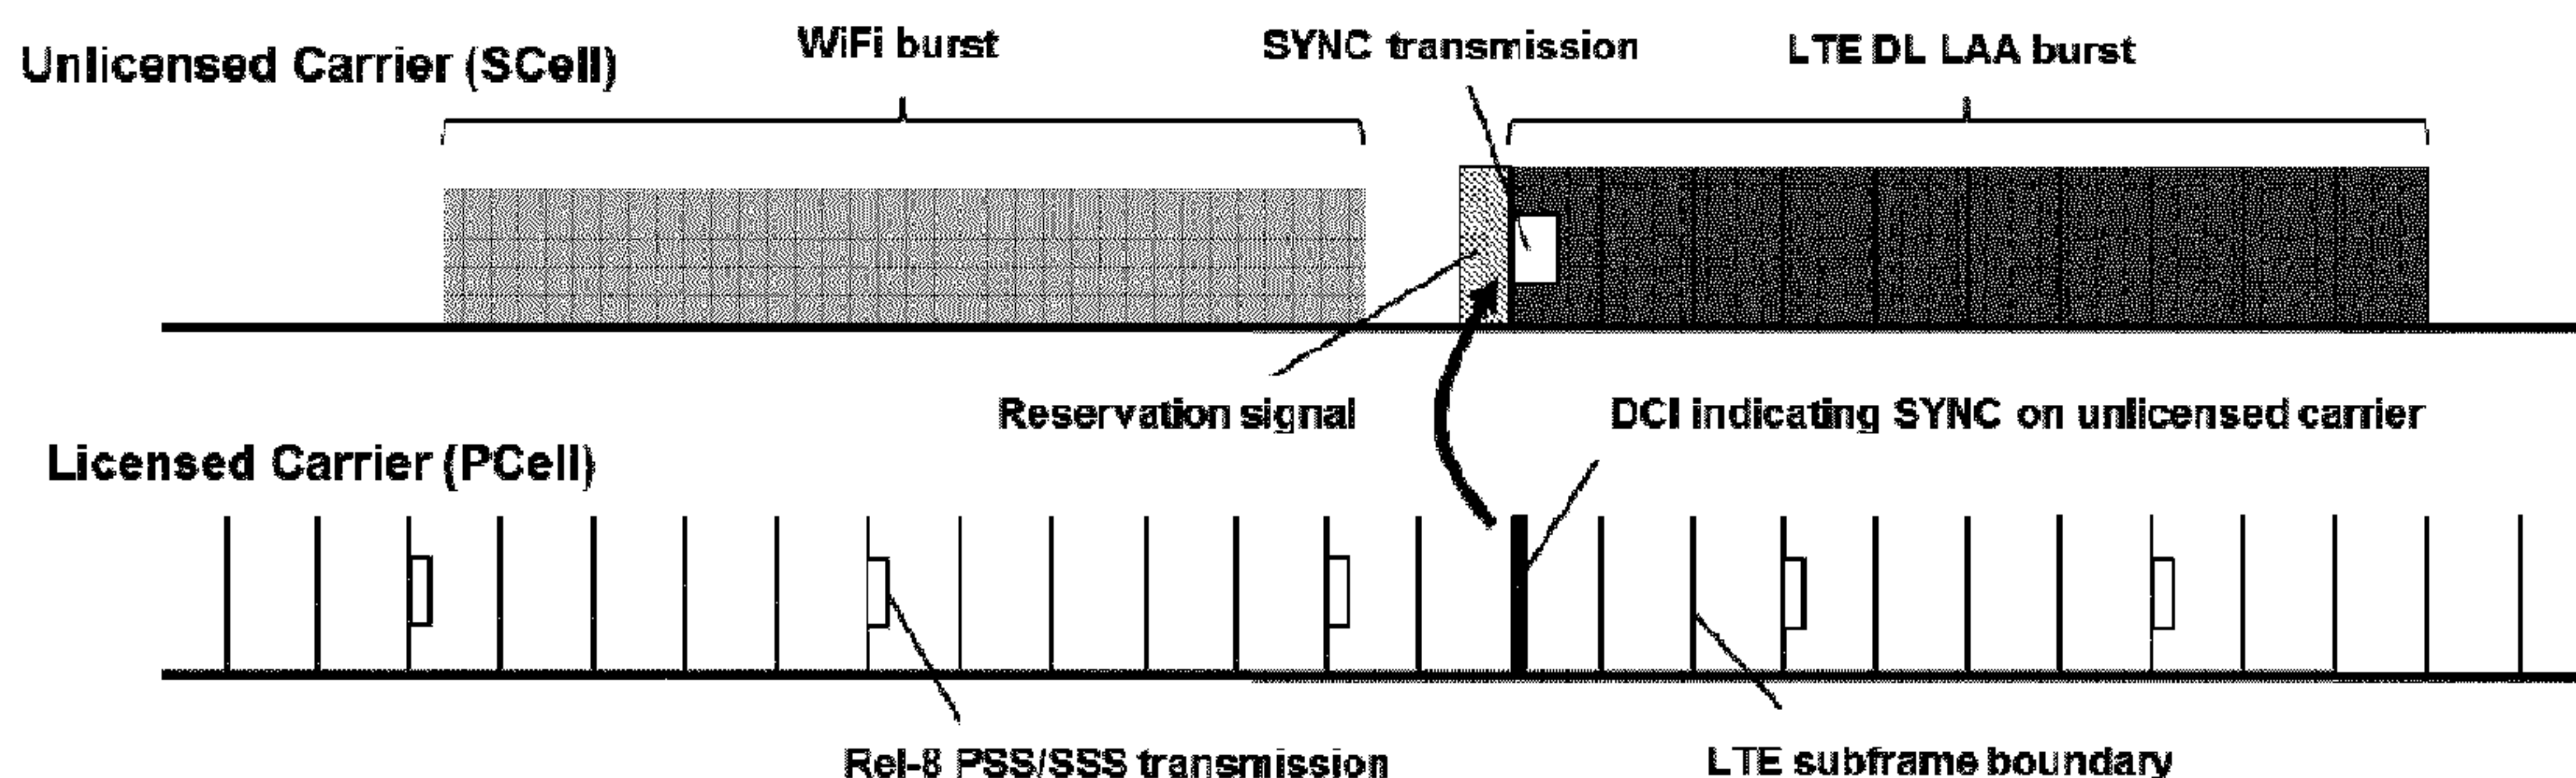 Unlicensed Carrier (SCell)
WiFi burst
SYNC transmission
LTE DL LAA burst
Reservation signal
DCI indicating SYNC on unlicensed carrier
Licensed Carrier (PCell)
Rel-8 PSS/SSS transmission
LTE subframe boundary